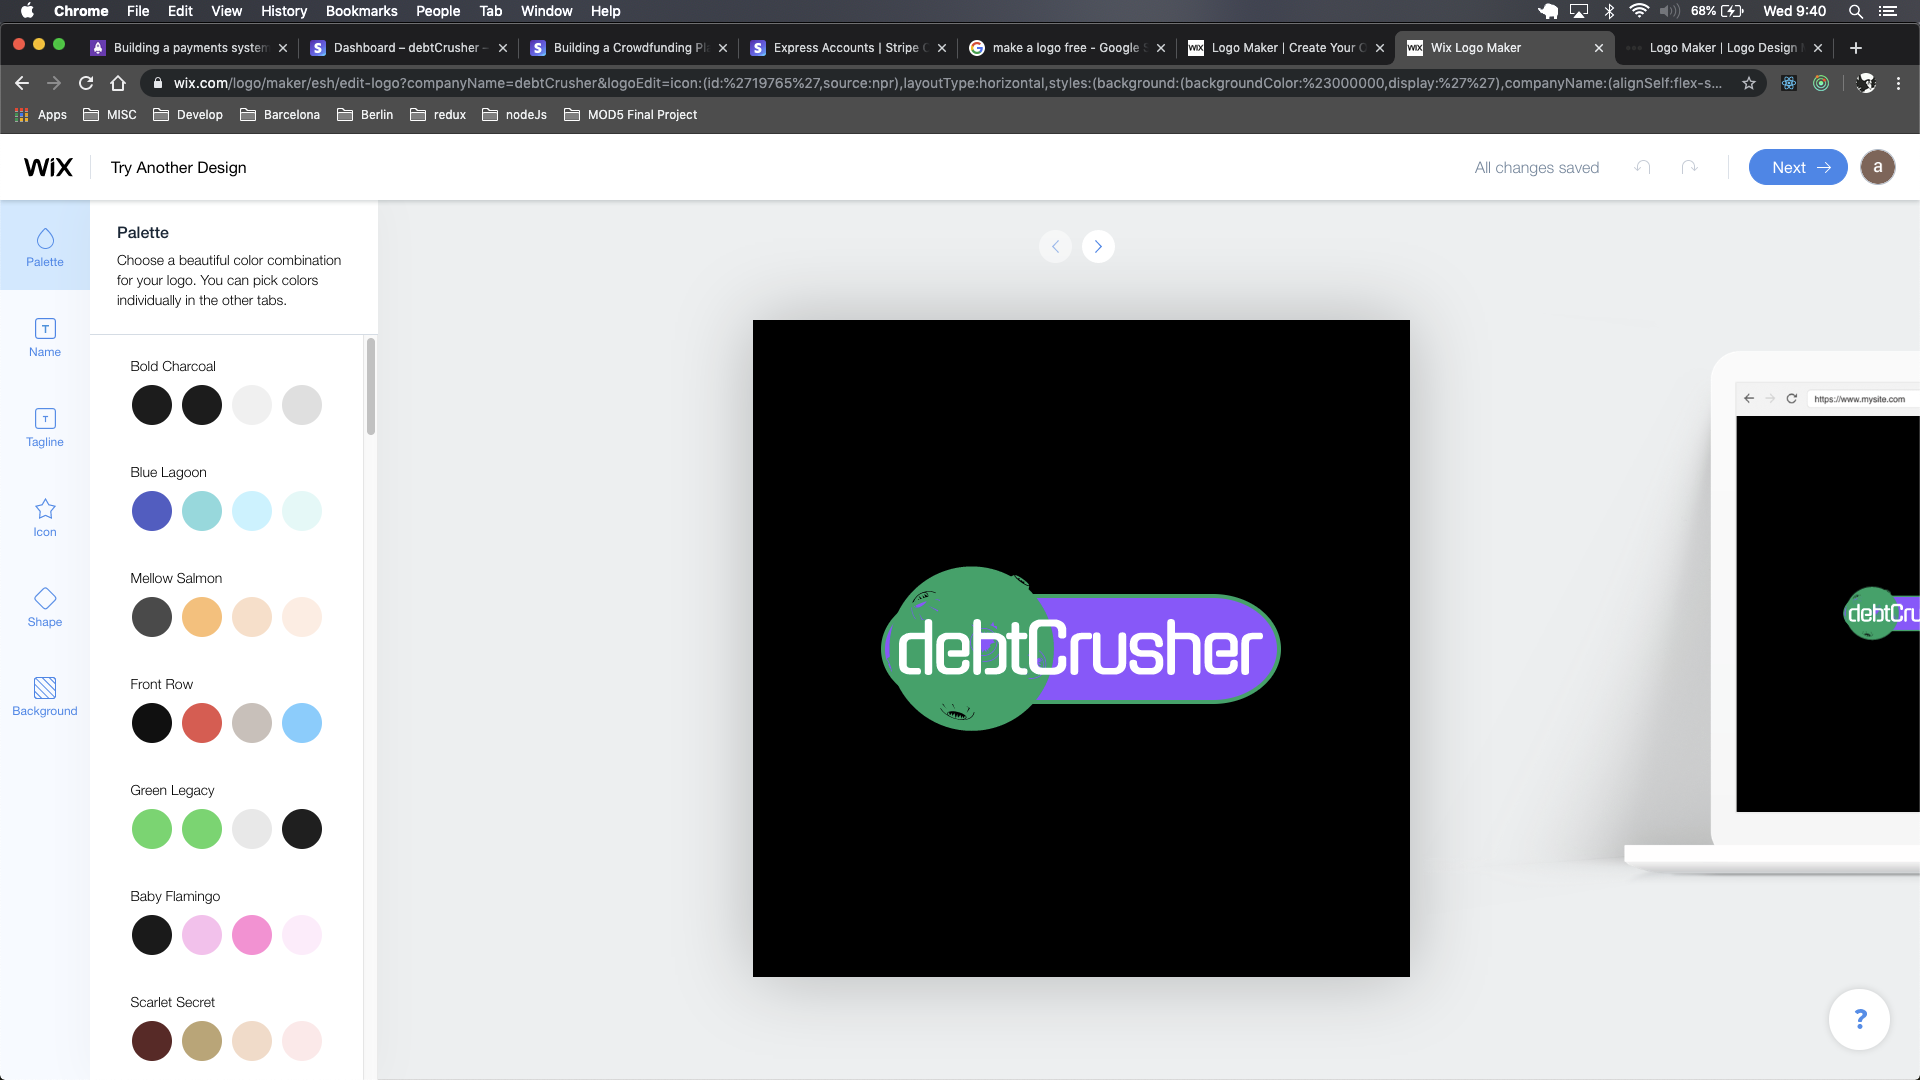 Chrome File Edit View History Bookmarks People Tab Window Help 68% Wed 9:40
Building a payments system Dashboard – debtCrusher – Building a Crowdfunding Pl Express Accounts | Stripe C make a logo free - Google S Logo Maker | Create Your O Wix Logo Maker Logo Maker | Logo Design
wix.com/logo/maker/esh/edit-logo?companyName=debtCrusher&logoEdit=icon:(id:%2719765%27,source:npr),layoutType:horizontal,styles:(background:(backgroundColor:%23000000,display:%27%27),companyName:(alignSelf:flex-s...
Apps MISC Develop Barcelona Berlin redux nodeJs MOD5 Final Project
WiX Try Another Design All changes saved Next a
Palette
Name
Tagline
Icon
Shape
Background
Palette
Choose a beautiful color combination
for your logo. You can pick colors
individually in the other tabs.
Bold Charcoal
Blue Lagoon
Mellow Salmon
Front Row
Green Legacy
Baby Flamingo
Scarlet Secret
debtCrusher
https://www.mysite.com
debtCru
?